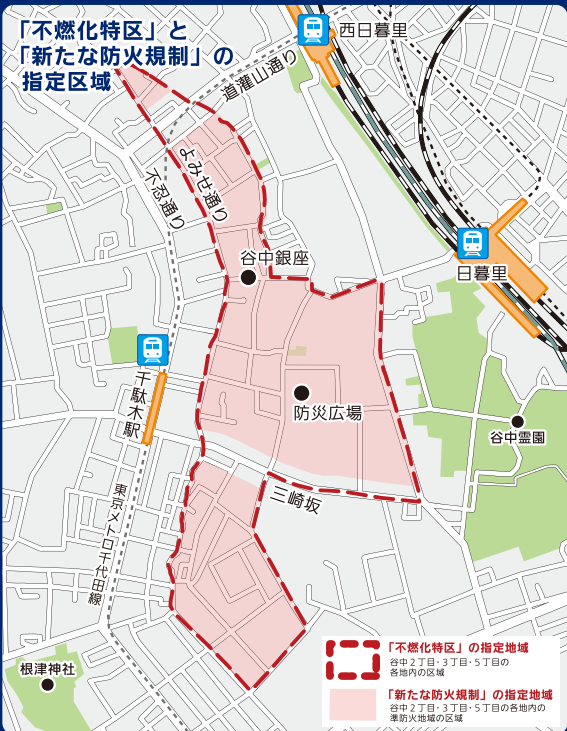 「不燃化特区」と
「新たな防火規制」の
指定区域
西日暮里
道灌山通り
よみせ通り
不忍通り
谷中銀座
日暮里
千駄木駅
防災広場
谷中霊園
三崎坂
東京メトロ千代田線
根津神社
「不燃化特区」の指定地域
谷中2丁目・3丁目・5丁目の
各地内の区域
「新たな防火規制」の指定地域
谷中2丁目・3丁目・5丁目の各地内の
準防火地域の区域